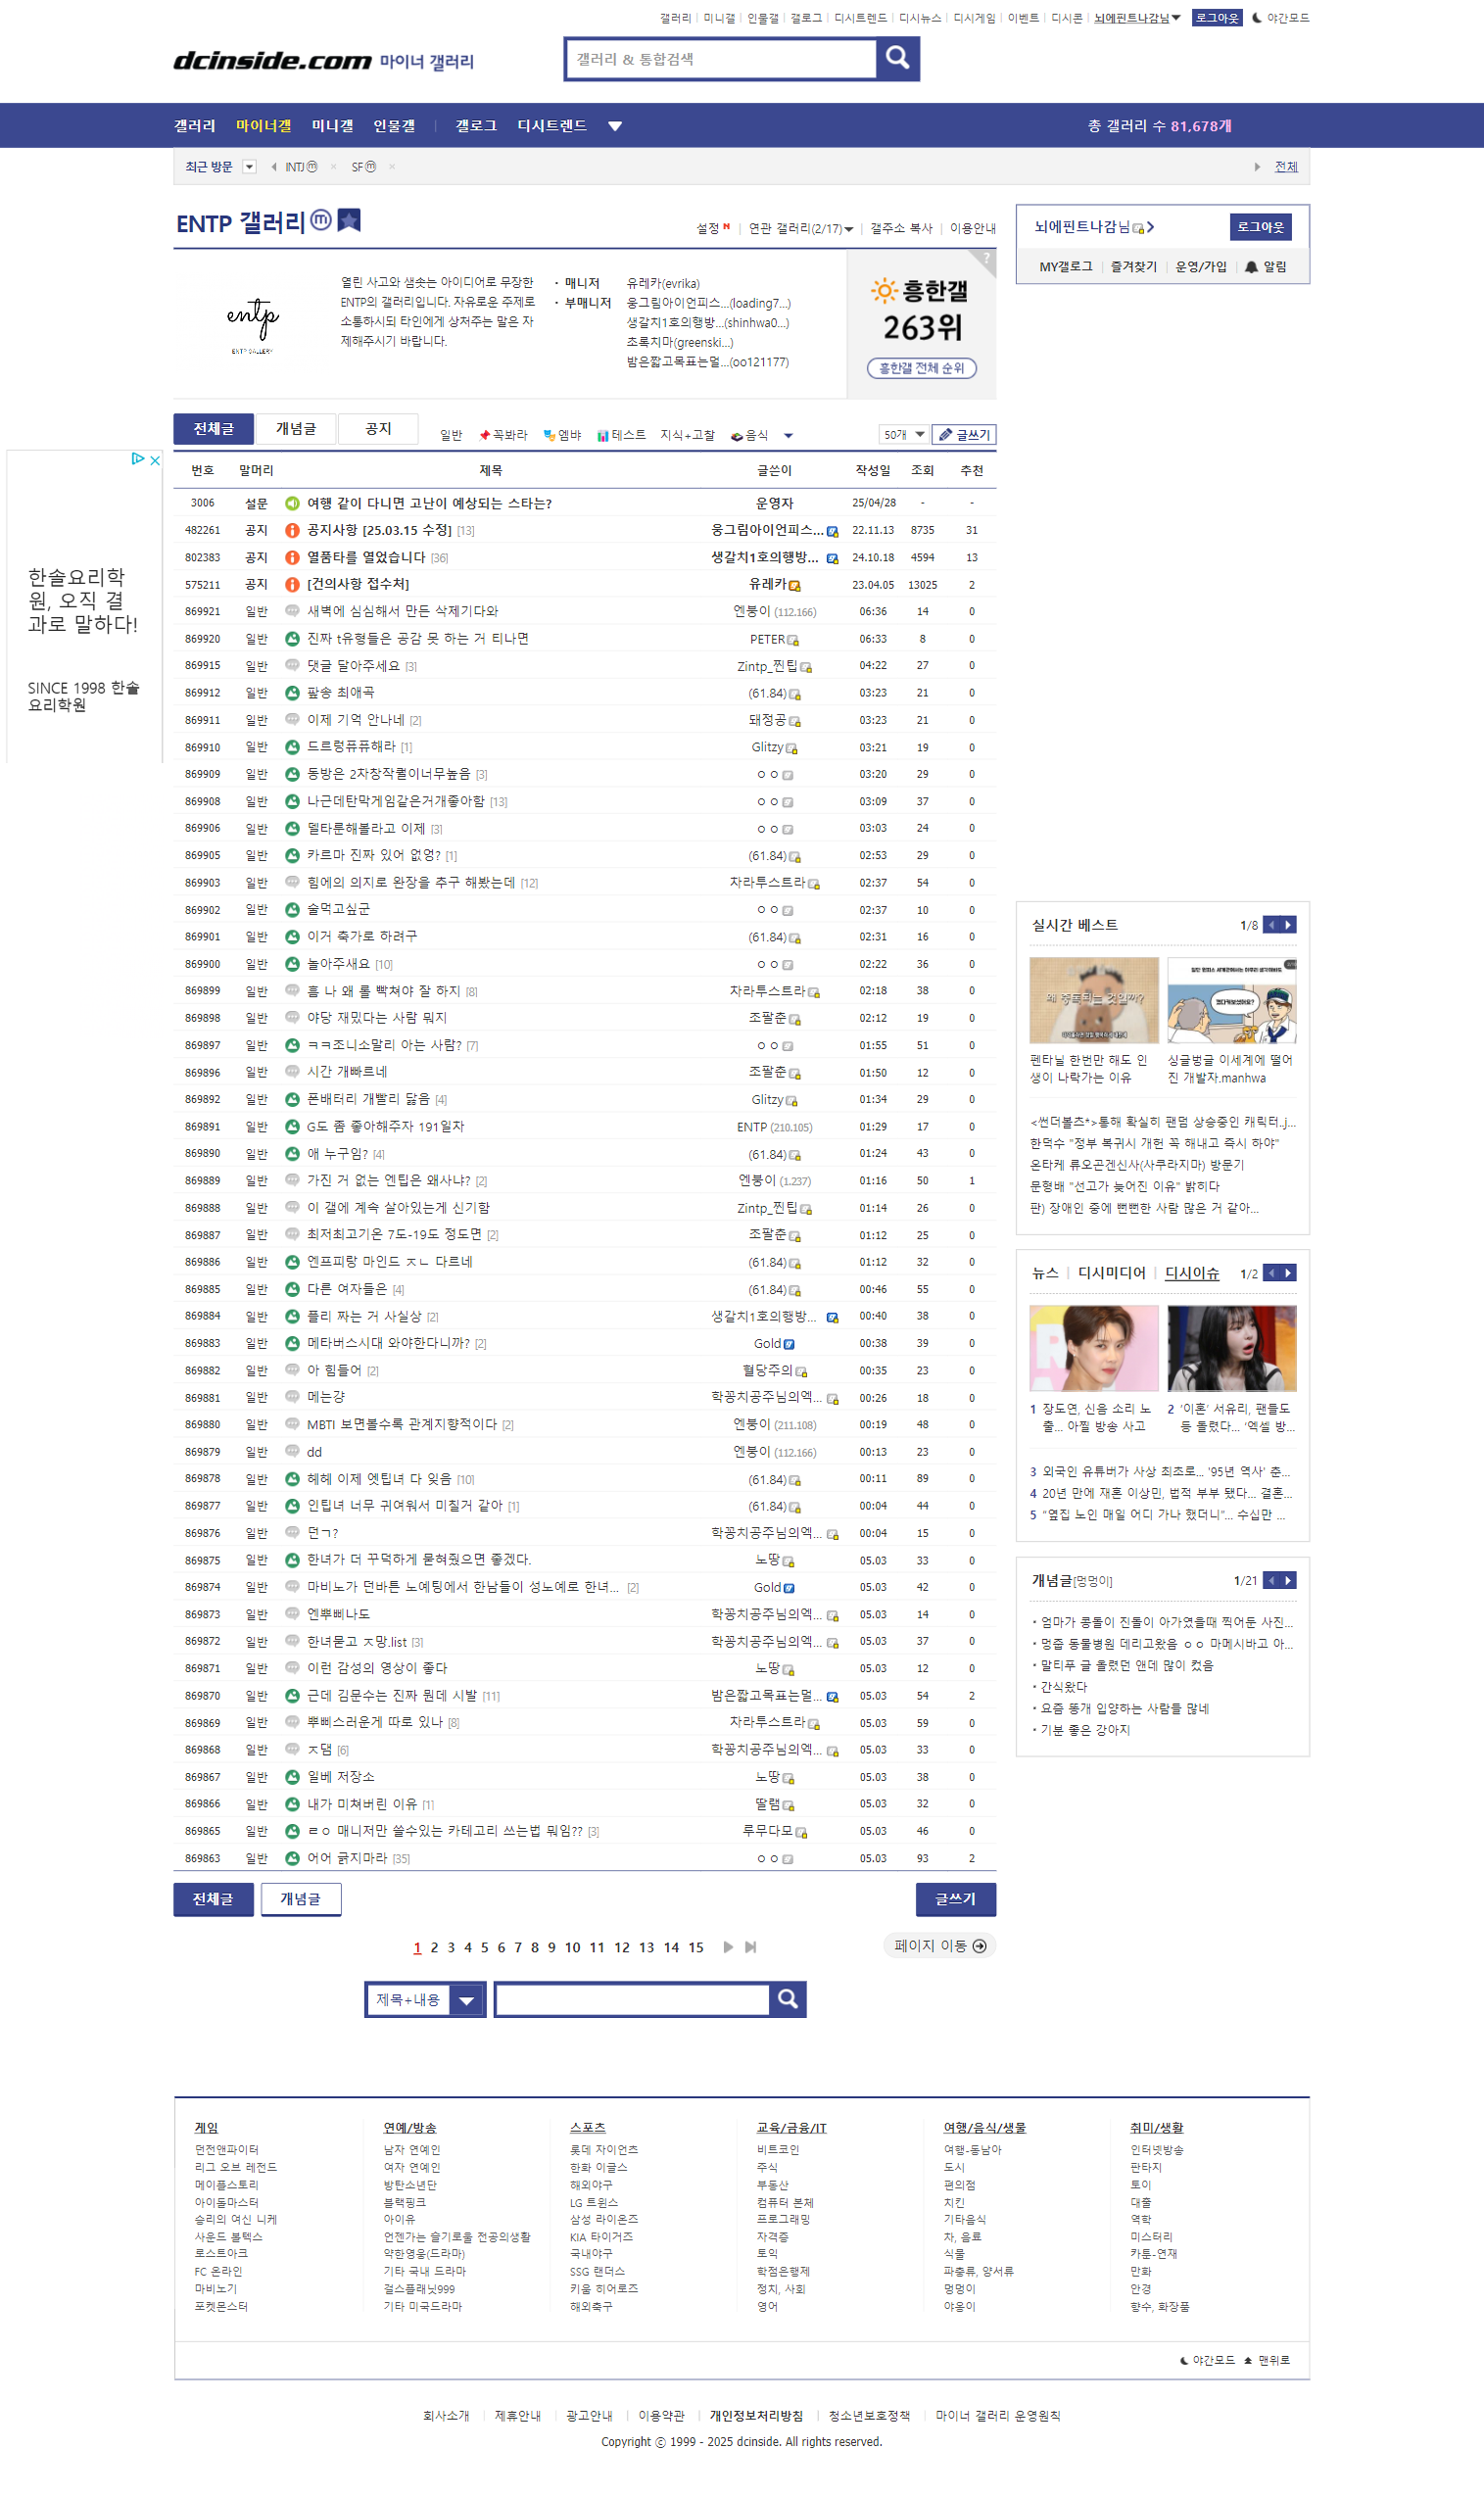 갤러리 | 미니갤 | 인물갤 | 갤로그 | 디시트렌드 | 디시뉴스 | 디시게임 | 이벤트 | 디시콘 | 뇌에핀트나감님 로그아웃 야간모드
dcinside.com 마이너 갤러리
갤러리 & 통합검색
갤러리 마이너갤 미니갤 인물갤 | 갤로그 디시트렌드
총 갤러리 수 81,678개
최근 방문 INTJⓜ × SFⓜ × 전체
ENTP 갤러리ⓜ
설정 N | 연관 갤러리(2/17) | 갤주소 복사 | 이용안내
열린 사고와 샘솟는 아이디어로 무장한
ENTP의 갤러리입니다. 자유로운 주제로
소통하시되 타인에게 상처주는 말은 자
제해주시기 바랍니다.
entp
ENTP GALLERY
· 매니저 유레카(evrika)
· 부매니저 웅그림아이언피스...(loading7...)
생갈치1호의행방...(shinhwa0...)
초록치마(greenski...)
밤은짧고목표는멀...(oo121177)
?
흥한갤
263위
흥한갤 전체 순위
뇌에핀트나감님
로그아웃
MY갤로그 | 즐겨찾기 | 운영/가입 | 알림
전체글 개념글 공지 일반 꼭봐라 엠뱌 테스트 지식+고찰 음식 50개 글쓰기
한솔요리학
원, 오직 결
과로 말하다!
SINCE 1998 한솔
요리학원
번호 말머리 제목 글쓴이 작성일 조회 추천
3006 설문 여행 같이 다니면 고난이 예상되는 스타는? 운영자 25/04/28 - -
482261 공지 공지사항 [25.03.15 수정] [13] 웅그림아이언피스... 22.11.13 8735 31
802383 공지 열품타를 열었습니다 [36] 생갈치1호의행방... 24.10.18 4594 13
575211 공지 [건의사항 접수처] 유레카 23.04.05 13025 2
869921 일반 새벽에 심심해서 만든 삭제기다와 엔붕이 (112.166) 06:36 14 0
869920 일반 진짜 t유형들은 공감 못 하는 거 티나면 PETER 06:33 8 0
869915 일반 댓글 달아주세요 [3] Zintp_찐팁 04:22 27 0
869912 일반 팦송 최애곡 (61.84) 03:23 21 0
869911 일반 이제 기억 안나네 [2] 돼정공 03:23 21 0
869910 일반 드르렁퓨퓨해라 [1] Glitzy 03:21 19 0
869909 일반 동방은 2차창작퀄이너무높음 [3] ㅇㅇ 03:20 29 0
869908 일반 나근데탄막게임같은거개좋아함 [13] ㅇㅇ 03:09 37 0
869906 일반 델타룬해볼라고 이제 [3] ㅇㅇ 03:03 24 0
869905 일반 카르마 진짜 있어 없엉? [1] (61.84) 02:53 29 0
869903 일반 힘에의 의지로 완장을 추구 해봤는데 [12] 차라투스트라 02:37 54 0
869902 일반 술먹고싶군 ㅇㅇ 02:37 10 0
869901 일반 이거 축가로 하려구 (61.84) 02:31 16 0
869900 일반 놀아주새요 [10] ㅇㅇ 02:22 36 0
869899 일반 흠 나 왜 롤 빡쳐야 잘 하지 [8] 차라투스트라 02:18 38 0
869898 일반 야당 재밌다는 사람 뭐지 조팔춘 02:12 19 0
869897 일반 ㅋㅋ조니소말리 아는 사람? [7] ㅇㅇ 01:55 51 0
869896 일반 시간 개빠르네 조팔춘 01:50 12 0
869892 일반 폰배터리 개빨리 닳음 [4] Glitzy 01:34 29 0
869891 일반 G도 좀 좋아해주자 191일차 ENTP (210.105) 01:29 17 0
869890 일반 애 누구임? [4] (61.84) 01:24 43 0
869889 일반 가진 거 없는 엔팁은 왜사냐? [2] 엔붕이 (1.237) 01:16 50 1
869888 일반 이 갤에 계속 살아있는게 신기함 Zintp_찐팁 01:14 26 0
869887 일반 최저최고기온 7도-19도 정도면 [2] 조팔춘 01:12 25 0
869886 일반 엔프피랑 마인드 ㅈㄴ 다르네 (61.84) 01:12 32 0
869885 일반 다른 여자들은 [4] (61.84) 00:46 55 0
869884 일반 플리 짜는 거 사실상 [2] 생갈치1호의행방... 00:40 38 0
869883 일반 메타버스시대 와야한다니까? [2] Gold 00:38 39 0
869882 일반 아 힘들어 [2] 혈당주의 00:35 23 0
869881 일반 메는걍 학꽁치공주님의엑... 00:26 18 0
869880 일반 MBTI 보면볼수록 관계지향적이다 [2] 엔붕이 (211.108) 00:19 48 0
869879 일반 dd 엔붕이 (112.166) 00:13 23 0
869878 일반 헤헤 이제 엣팁녀 다 잊음 [10] (61.84) 00:11 89 0
869877 일반 인팁녀 너무 귀여워서 미칠거 같아 [1] (61.84) 00:04 44 0
869876 일반 던ㄱ? 학꽁치공주님의엑... 00:04 15 0
869875 일반 한녀가 더 꾸덕하게 묻혀줬으면 좋겠다. 노땅 05.03 33 0
869874 일반 마비노가 던바튼 노예팅에서 한남들이 성노예로 한녀... [2] Gold 05.03 42 0
869873 일반 엔뿌삐나도 학꽁치공주님의엑... 05.03 14 0
869872 일반 한녀묻고 ㅈ망.list [3] 학꽁치공주님의엑... 05.03 37 0
869871 일반 이런 감성의 영상이 좋다 노땅 05.03 12 0
869870 일반 근데 김문수는 진짜 뭔데 시발 [11] 밤은짧고목표는멀... 05.03 54 2
869869 일반 뿌삐스러운게 따로 있나 [8] 차라투스트라 05.03 59 0
869868 일반 ㅈ댐 [6] 학꽁치공주님의엑... 05.03 33 0
869867 일반 일베 저장소 노땅 05.03 38 0
869866 일반 내가 미쳐버린 이유 [1] 딸램 05.03 32 0
869865 일반 ㄹㅇ 매니저만 쓸수있는 카테고리 쓰는법 뭐임?? [3] 루무다모 05.03 46 0
869863 일반 어어 긁지마라 [35] ㅇㅇ 05.03 93 2
실시간 베스트 1/8
왜 중독되는 것일까?
펜타닐 한번만 해도 인
생이 나락가는 이유
싱글벙글 이세계에 떨어
진 개발자.manhwa
<썬더볼츠*>통해 확실히 팬덤 상승중인 캐릭터..j...
한덕수 "정부 복귀시 개헌 꼭 해내고 즉시 하야"
온타케 류오곤겐신사(사쿠라지마) 방문기
문형배 "선고가 늦어진 이유" 밝히다
판) 장애인 중에 뻔뻔한 사람 많은 거 같아...
뉴스 | 디시미디어 | 디시이슈 1/2
1 장도연, 신음 소리 노
출... 아찔 방송 사고
2 ‘이혼’ 서유리, 팬들도
등 돌렸다... ‘엑셀 방...
3 외국인 유튜버가 사상 최초로... '95년 역사' 춘...
4 20년 만에 재혼 이상민, 법적 부부 됐다... 결혼...
5 “옆집 노인 매일 어디 가나 했더니”... 수십만 ...
개념글[멍멍이] 1/21
· 엄마가 콩돌이 진돌이 아가였을때 찍어둔 사진...
· 멍줍 동물병원 데리고왔음 ㅇㅇ 마메시바고 아...
· 말티푸 글 올렸던 앤데 많이 컸음
· 간식왔다
· 요즘 똥개 입양하는 사람들 많네
· 기분 좋은 강아지
전체글 개념글 글쓰기
1 2 3 4 5 6 7 8 9 10 11 12 13 14 15 페이지 이동
제목+내용
게임 연예/방송 스포츠 교육/금융/IT 여행/음식/생물 취미/생활
던전앤파이터 남자 연예인 롯데 자이언츠 비트코인 여행-동남아 인터넷방송
리그 오브 레전드 여자 연예인 한화 이글스 주식 도시 판타지
메이플스토리 방탄소년단 해외야구 부동산 편의점 토이
아이돌마스터 블랙핑크 LG 트윈스 컴퓨터 본체 치킨 대출
승리의 여신 니케 아이유 삼성 라이온즈 프로그래밍 기타음식 역학
사운드 볼텍스 언젠가는 슬기로울 전공의생활 KIA 타이거즈 자격증 차, 음료 미스터리
로스트아크 약한영웅(드라마) 국내야구 토익 식물 카툰-연재
FC 온라인 기타 국내 드라마 SSG 랜더스 학점은행제 파충류, 양서류 만화
마비노기 걸스플래닛999 키움 히어로즈 정치, 사회 멍멍이 안경
포켓몬스터 기타 미국드라마 해외축구 영어 야옹이 향수, 화장품
야간모드 맨위로
회사소개 | 제휴안내 | 광고안내 | 이용약관 | 개인정보처리방침 | 청소년보호정책 | 마이너 갤러리 운영원칙
Copyright ⓒ 1999 - 2025 dcinside. All rights reserved.